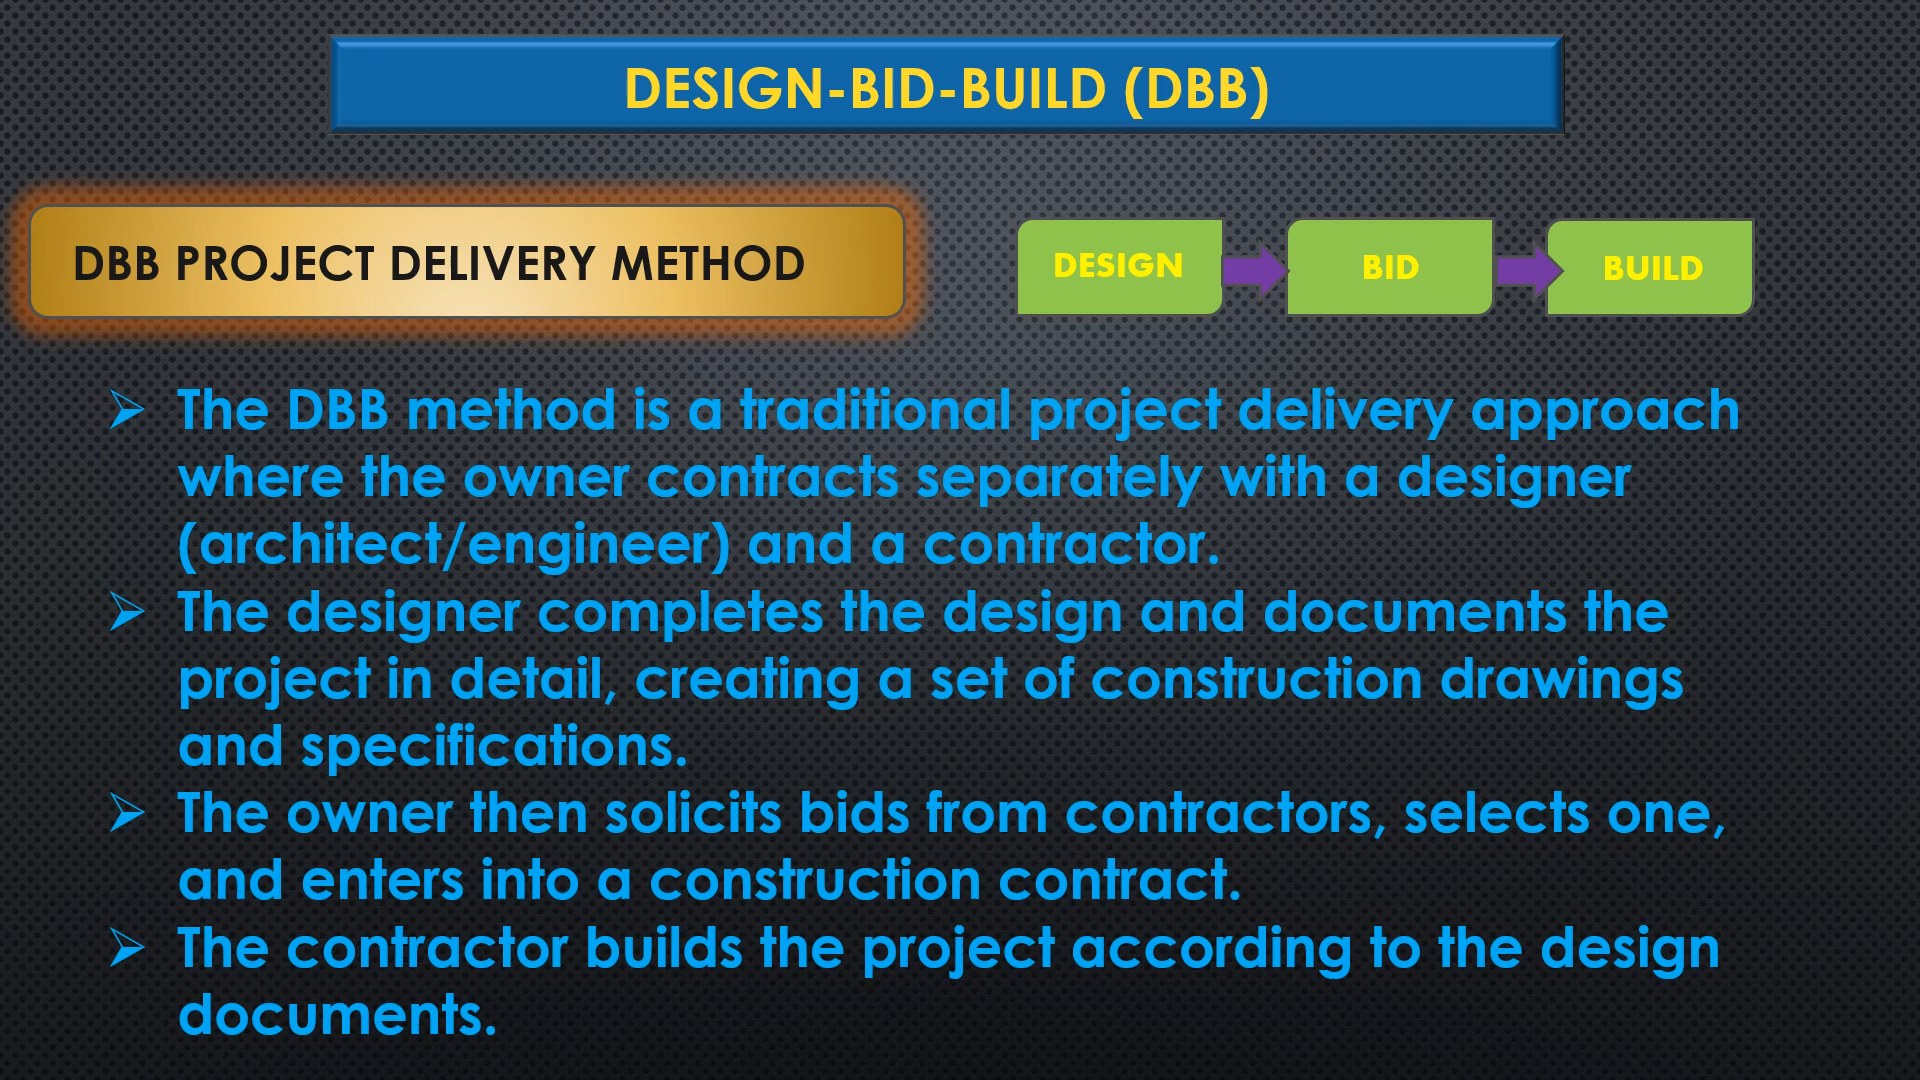 DESIGN-BID-BUILD (DBB)
DBB PROJECT DELIVERY METHOD
DESIGN
BID
BUILD
The DBB method is a traditional project delivery approach
where the owner contracts separately with a designer
(architect/engineer) and a contractor.
The designer completes the design and documents the
project in detail, creating a set of construction drawings
and specifications.
The owner then solicits bids from contractors, selects one,
and enters into a construction contract.
The contractor builds the project according to the design
documents.